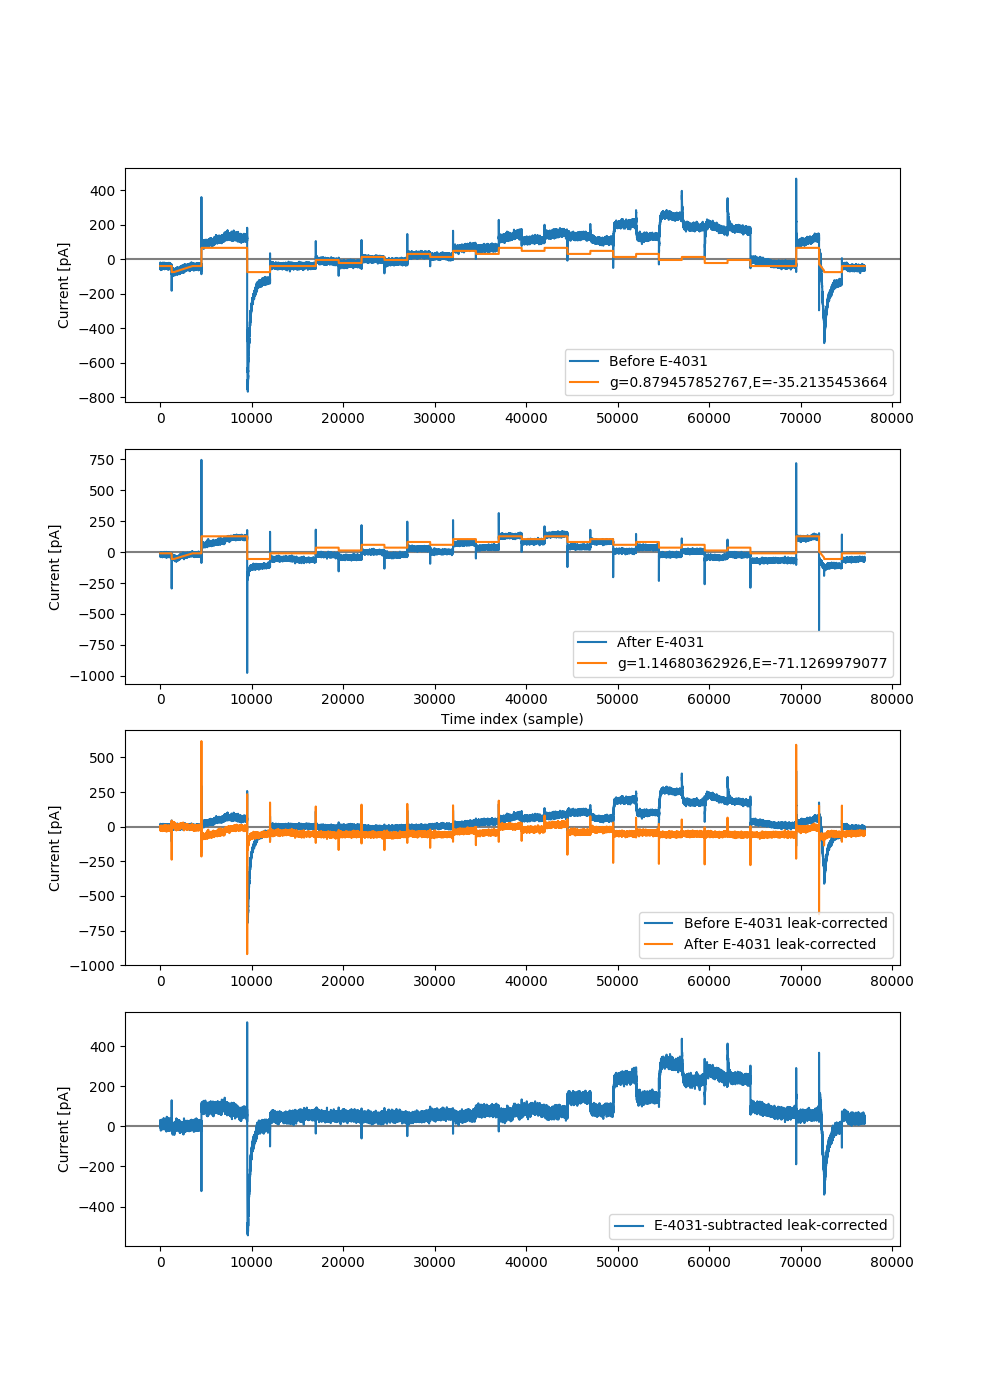 400
200
0
−200
−400
−600
−800
Current [pA]
Before E-4031
g=0.879457852767,E=-35.2135453664
0 10000 20000 30000 40000 50000 60000 70000 80000
750
500
250
0
−250
−500
−750
−1000
Current [pA]
After E-4031
g=1.14680362926,E=-71.1269979077
0 10000 20000 30000 40000 50000 60000 70000 80000
Time index (sample)
500
250
0
−250
−500
−750
−1000
Current [pA]
Before E-4031 leak-corrected
After E-4031 leak-corrected
0 10000 20000 30000 40000 50000 60000 70000 80000
400
200
0
−200
−400
Current [pA]
E-4031-subtracted leak-corrected
0 10000 20000 30000 40000 50000 60000 70000 80000